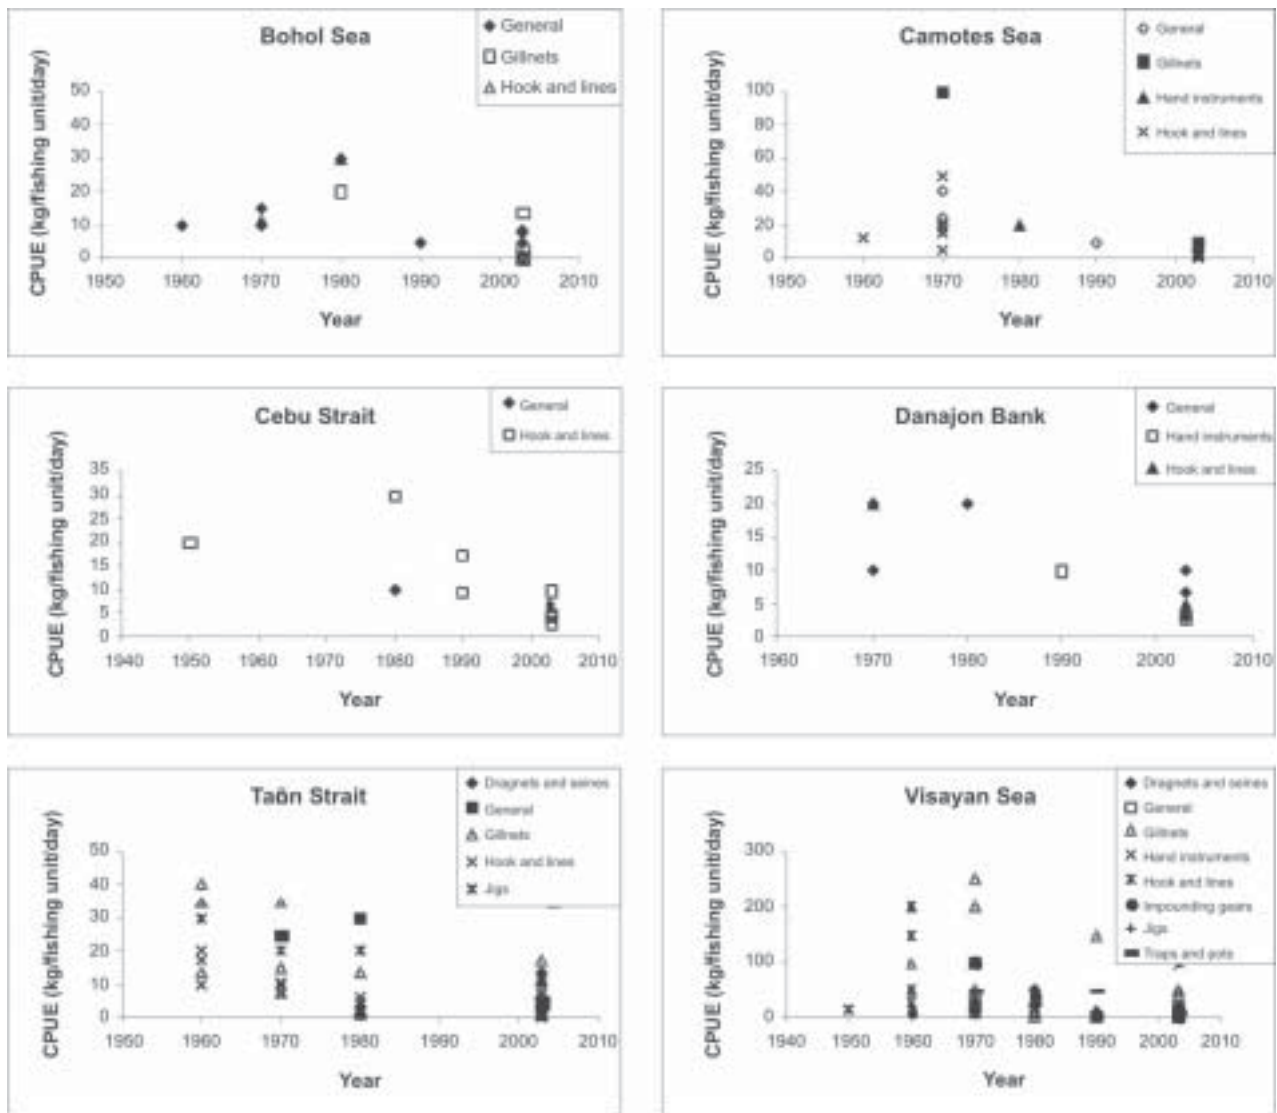 Bohol Sea
General
Gillnets
Hook and lines
CPUE (kg/fishing unit/day)
50
40
30
20
10
0
1950 1960 1970 1980 1990 2000 2010
Year
Camotes Sea
General
Gillnets
Hand instruments
Hook and lines
CPUE (kg/fishing unit/day)
100
80
60
40
20
0
1950 1960 1970 1980 1990 2000 2010
Year
Cebu Strait
General
Hook and lines
CPUE (kg/fishing unit/day)
35
30
25
20
15
10
5
0
1940 1950 1960 1970 1980 1990 2000 2010
Year
Danajon Bank
General
Hand instruments
Hook and lines
CPUE (kg/fishing unit/day)
25
20
15
10
5
0
1960 1970 1980 1990 2000 2010
Year
Taõn Strait
Dragnets and seines
General
Gillnets
Hook and lines
Jigs
CPUE (kg/fishing unit/day)
50
40
30
20
10
0
1950 1960 1970 1980 1990 2000 2010
Year
Visayan Sea
Dragnets and seines
General
Gillnets
Hand instruments
Hook and lines
Impounding gears
Jigs
Traps and pots
CPUE (kg/fishing unit/day)
300
200
100
0
1940 1950 1960 1970 1980 1990 2000 2010
Year